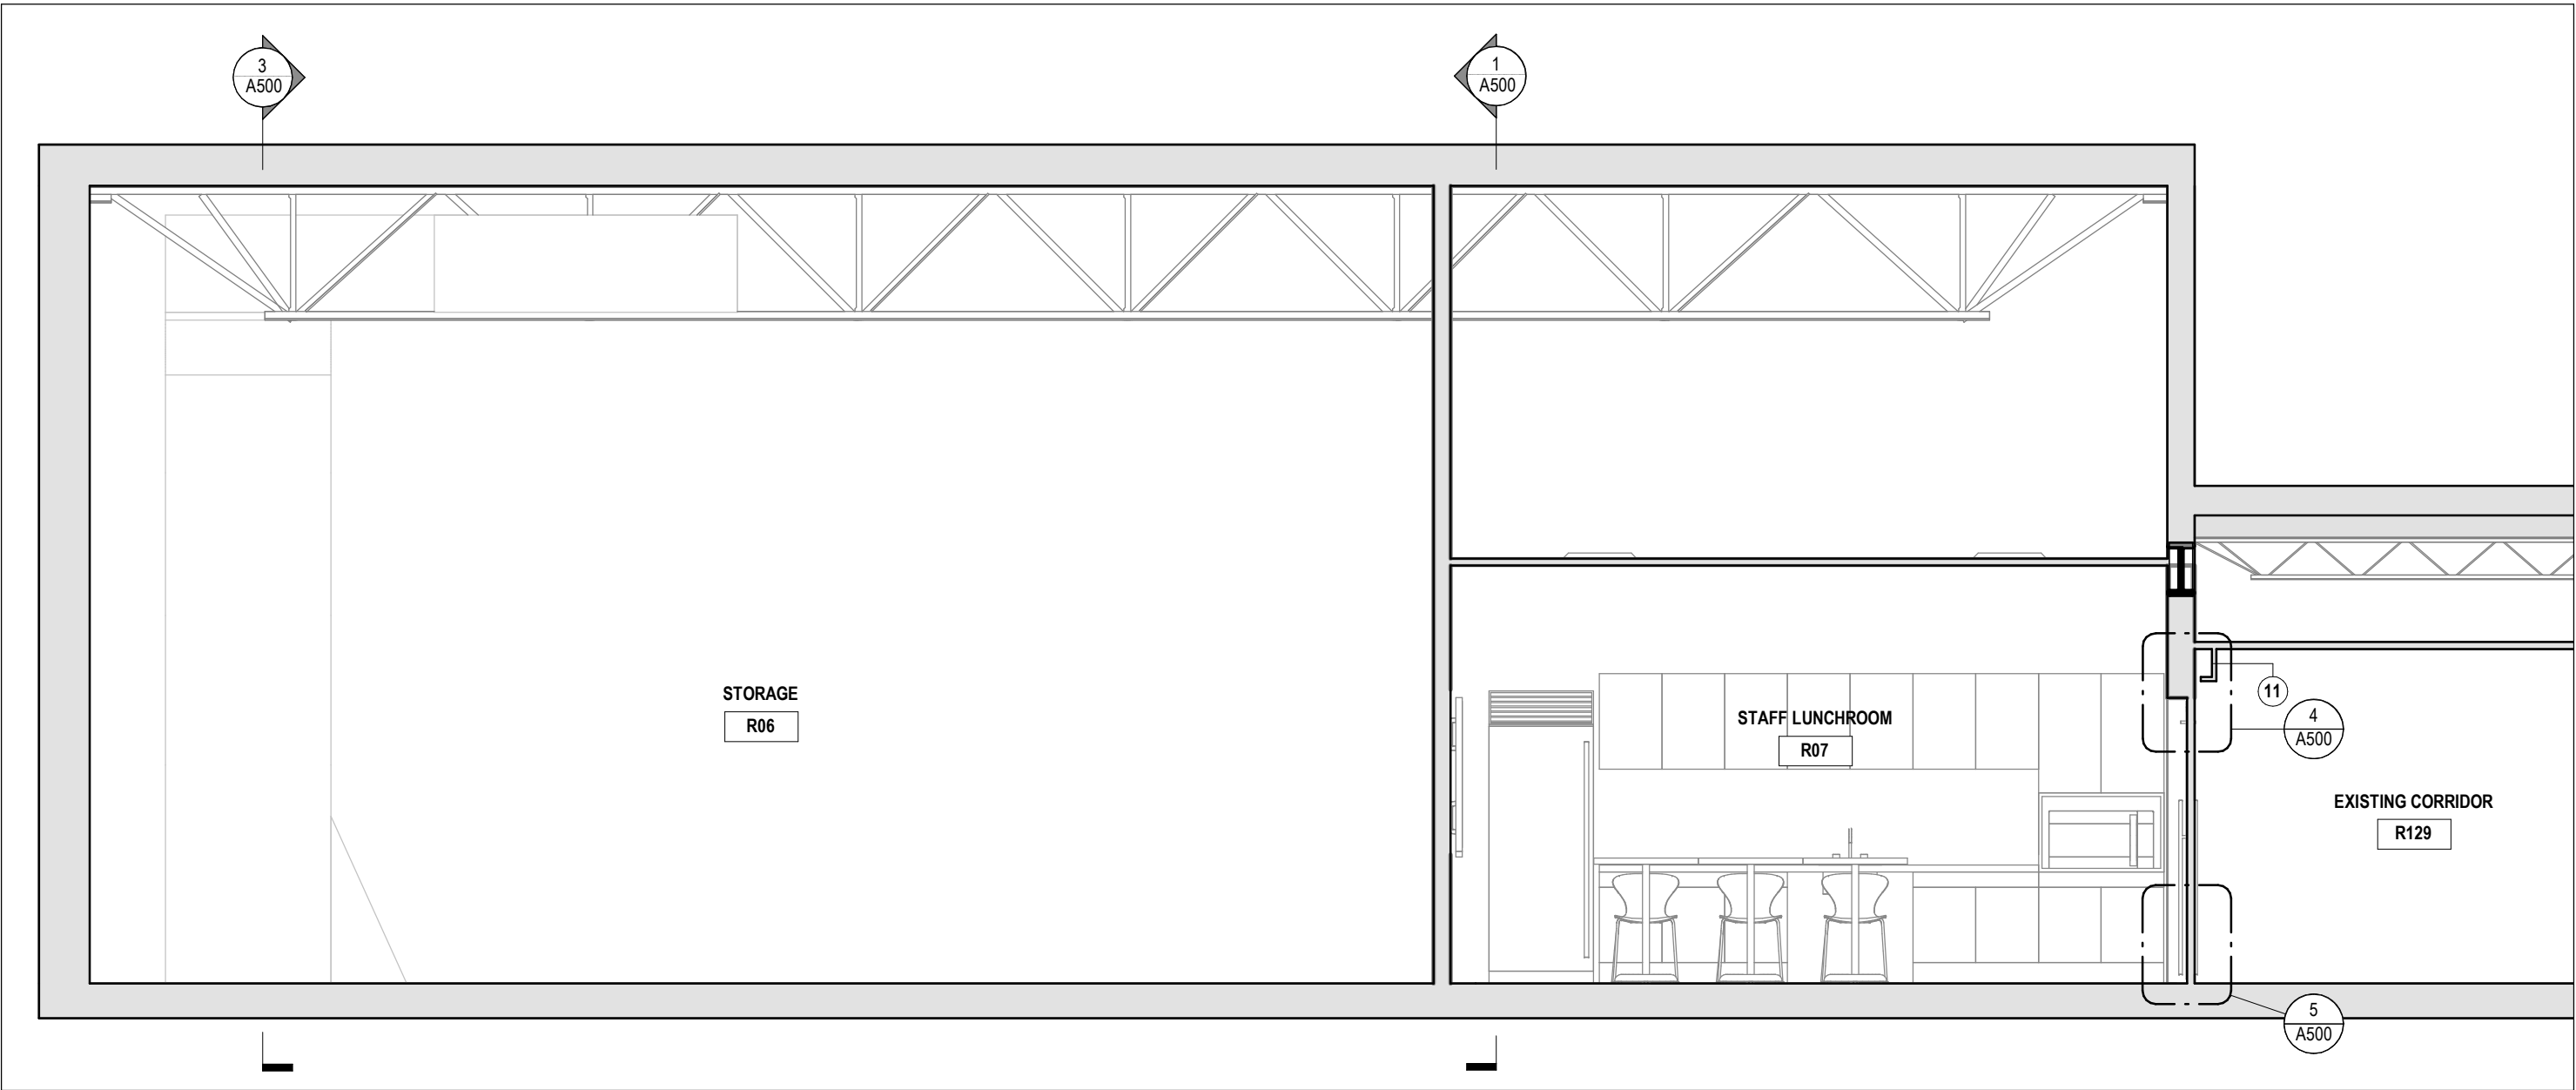 3
A500
1
A500
STORAGE
R06
STAFF LUNCHROOM
R07
11
4
A500
EXISTING CORRIDOR
R129
5
A500